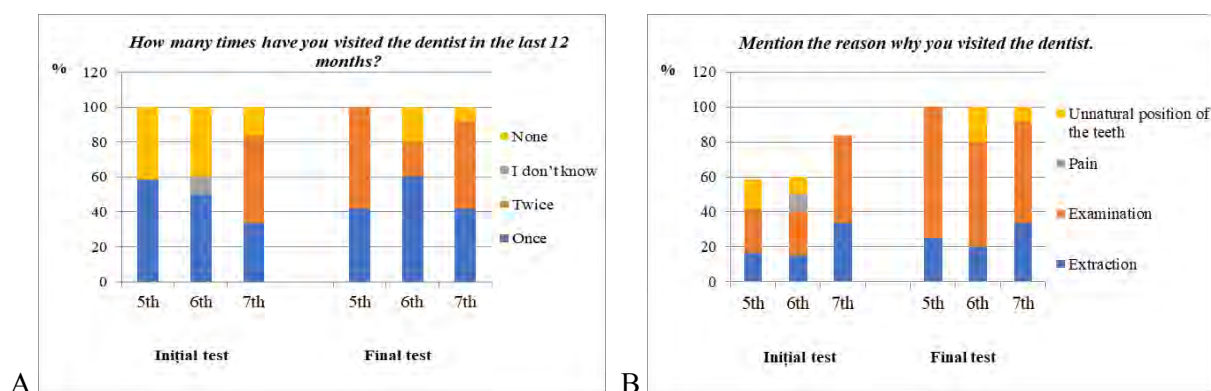 How many times have you visited the dentist in the last 12
months?
%
120
100
80
60
40
20
0
None
I don't know
Twice
Once
5th 6th 7th 5th 6th 7th
Inițial test Final test
A
Mention the reason why you visited the dentist.
%
120
100
80
60
40
20
0
Unnatural position of
the teeth
Pain
Examination
Extraction
5th 6th 7th 5th 6th 7th
Inițial test Final test
B